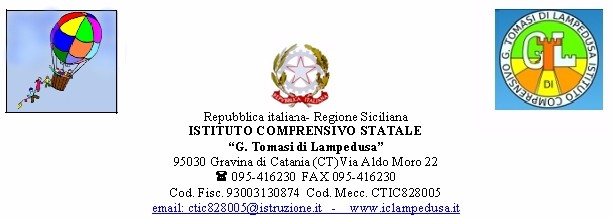 G. TOMASI DI LAMPEDUSA ISTITUTO COMPRENSIVO
GL
DI
REPVBBLICA ITALIANA
Repubblica italiana- Regione Siciliana
ISTITUTO COMPRENSIVO STATALE
“G. Tomasi di Lampedusa”
95030 Gravina di Catania (CT)Via Aldo Moro 22
☎ 095-416230 FAX 095-416230
Cod. Fisc. 93003130874 Cod. Mecc. CTIC828005
email: ctic828005@istruzione.it - www.iclampedusa.it